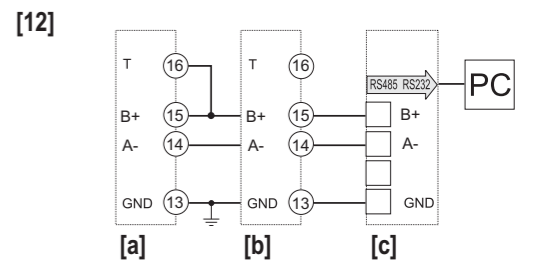 [12]
T 16 T 16
RS485 RS232 PC
B+ 15 B+ 15 B+
A- 14 A- 14 A-
GND 13 GND 13 GND
[a] [b] [c]